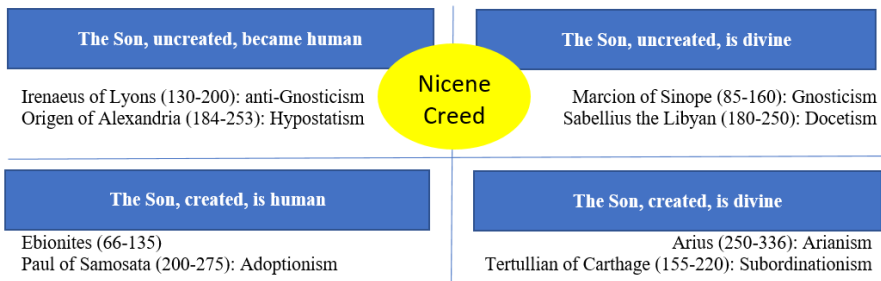 The Son, uncreated, became human
Irenaeus of Lyons (130-200): anti-Gnosticism
Origen of Alexandria (184-253): Hypostatism
The Son, uncreated, is divine
Marcion of Sinope (85-160): Gnosticism
Sabellius the Libyan (180-250): Docetism
Nicene
Creed
The Son, created, is human
Ebionites (66-135)
Paul of Samosata (200-275): Adoptionism
The Son, created, is divine
Arius (250-336): Arianism
Tertullian of Carthage (155-220): Subordinationism